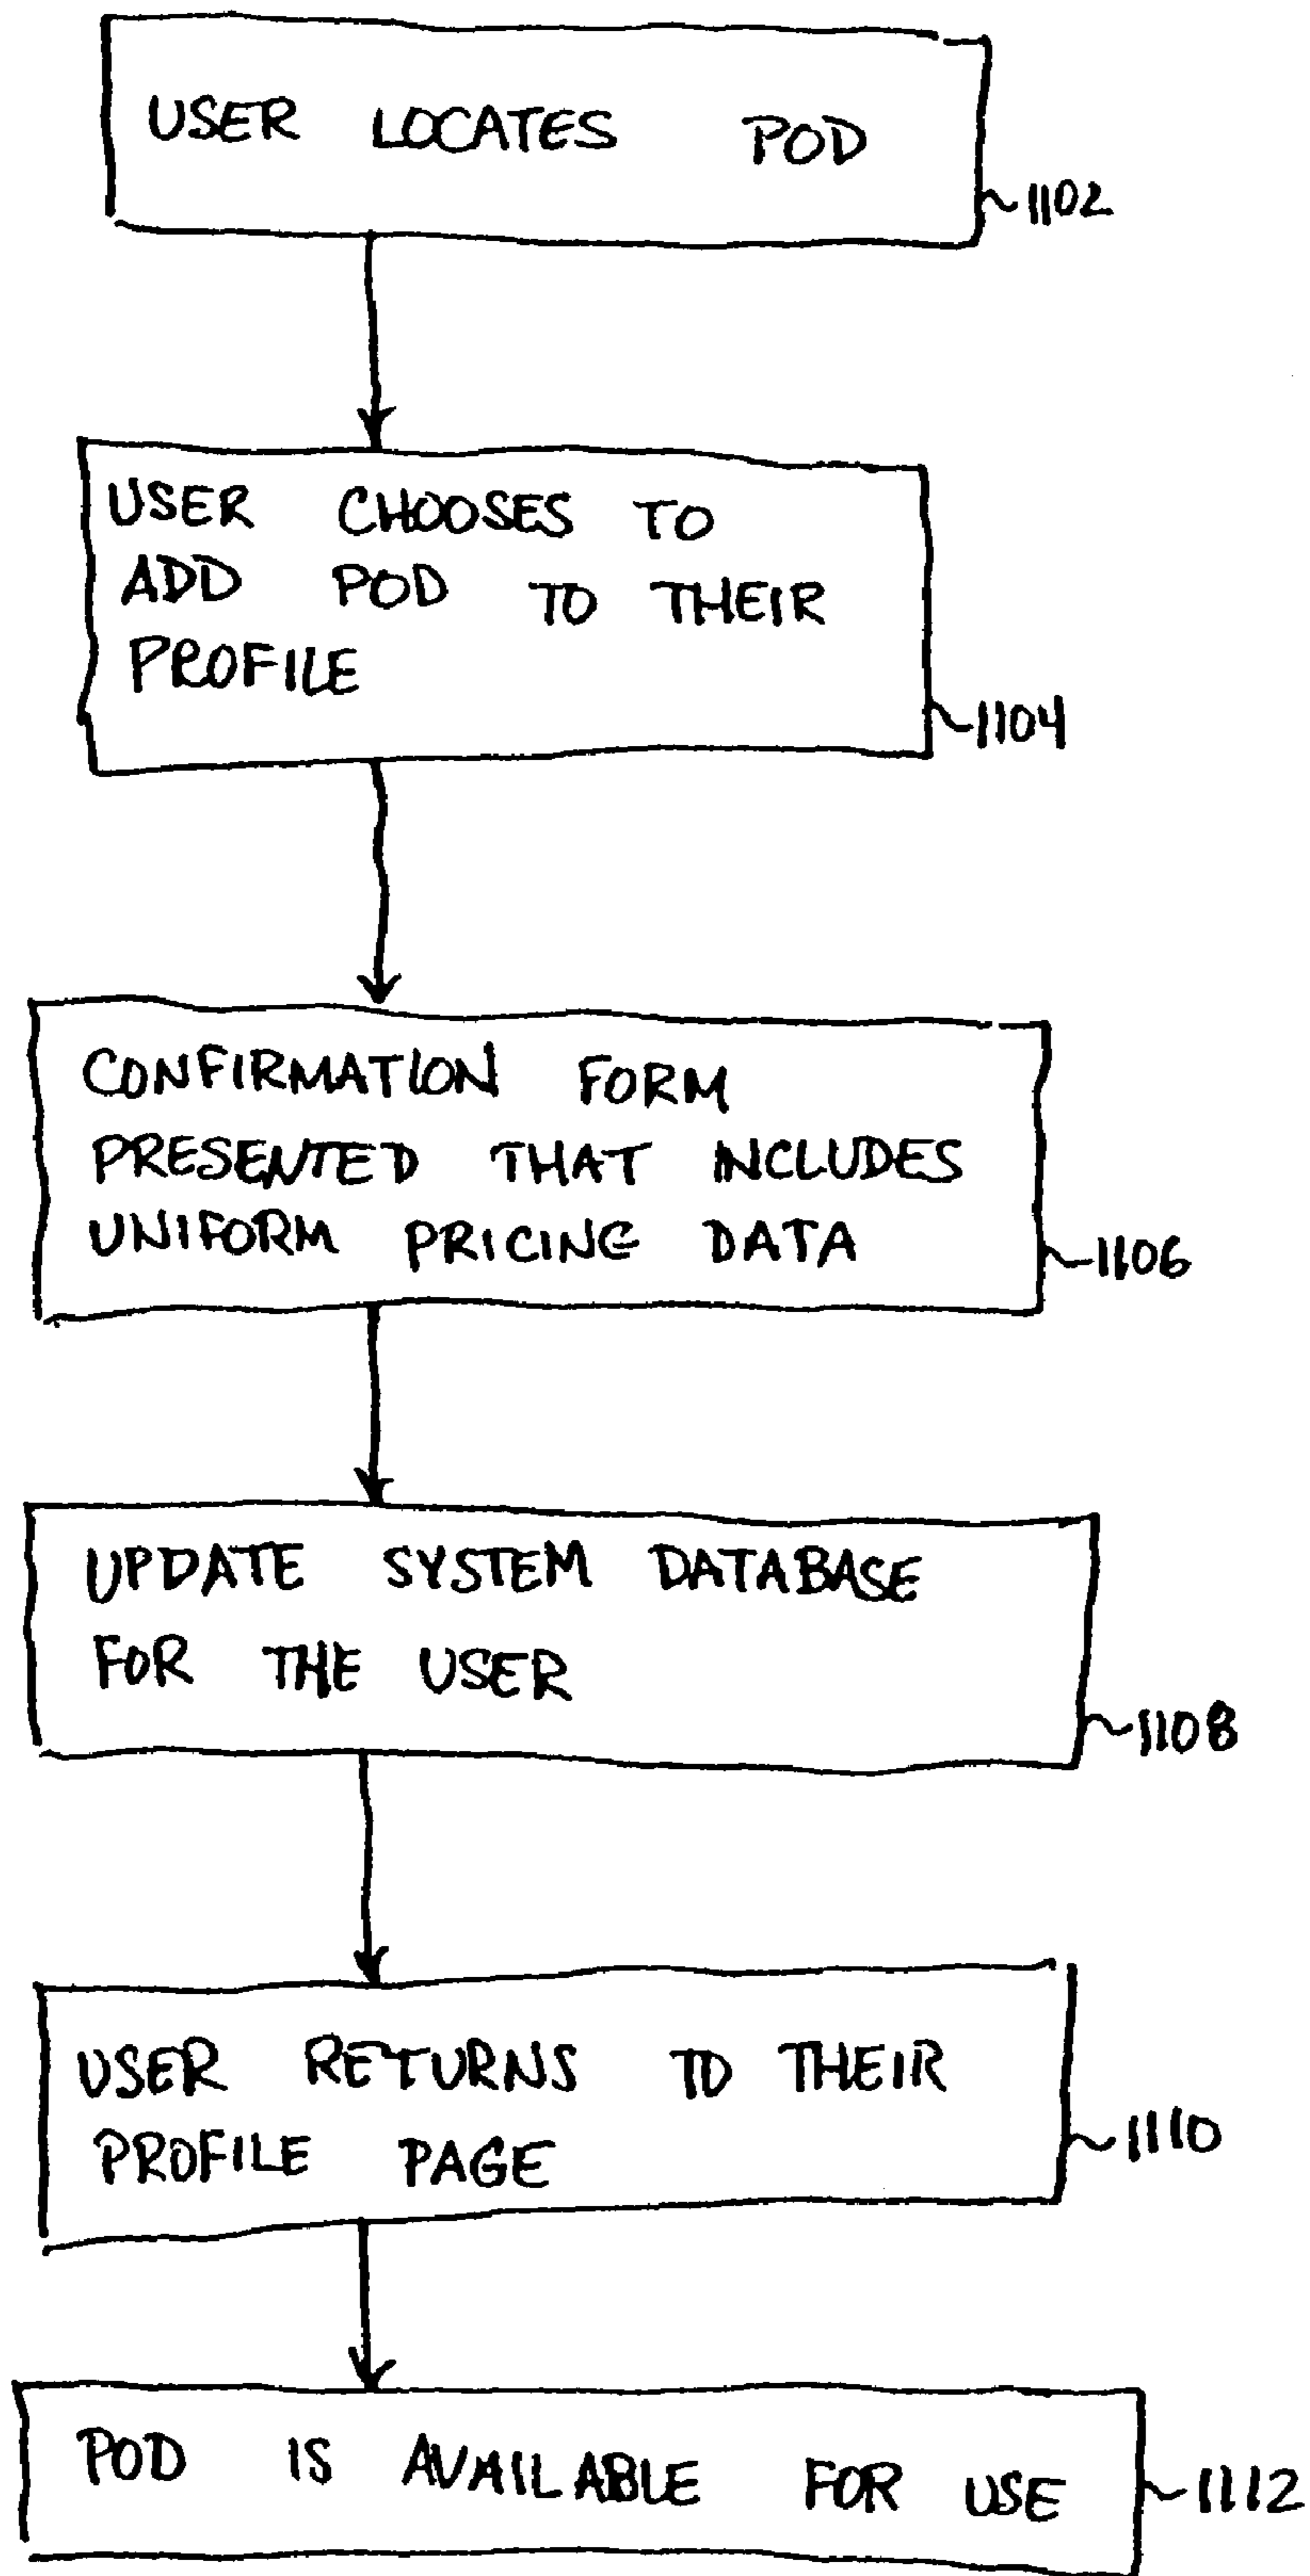 USER LOCATES POD
1102
USER CHOOSES TO
ADD POD TO THEIR
PROFILE
1104
CONFIRMATION FORM
PRESENTED THAT INCLUDES
UNIFORM PRICING DATA
1106
UPDATE SYSTEM DATABASE
FOR THE USER
1108
USER RETURNS TO THEIR
PROFILE PAGE
1110
POD IS AVAILABLE FOR USE
1112